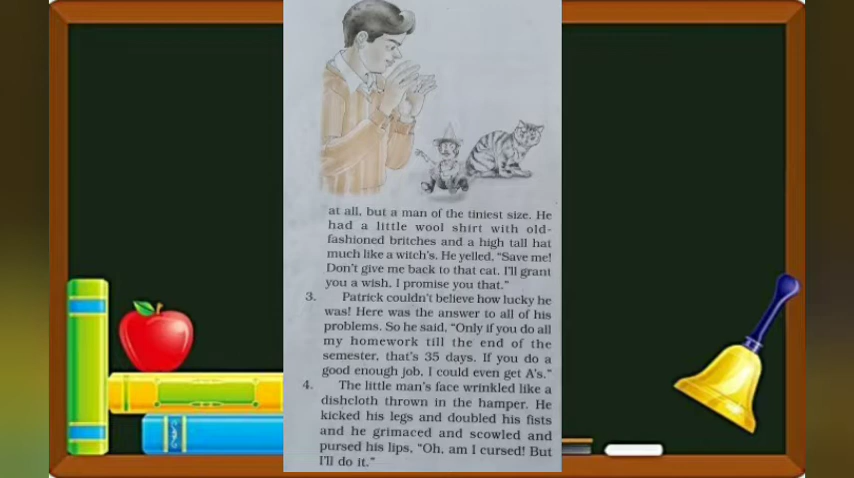 at all, but a man of the tiniest size. He
had a little wool shirt with old-
fashioned britches and a high tall hat
much like a witch's. He yelled, "Save me!
Don't give me back to that cat. I'll grant
you a wish, I promise you that."
3. Patrick couldn't believe how lucky he
was! Here was the answer to all of his
problems. So he said, "Only if you do all
my homework till the end of the
semester, that's 35 days. If you do a
good enough job, I could even get A's."
4. The little man's face wrinkled like a
dishcloth thrown in the hamper. He
kicked his legs and doubled his fists
and he grimaced and scowled and
pursed his lips, "Oh, am I cursed! But
I'll do it."